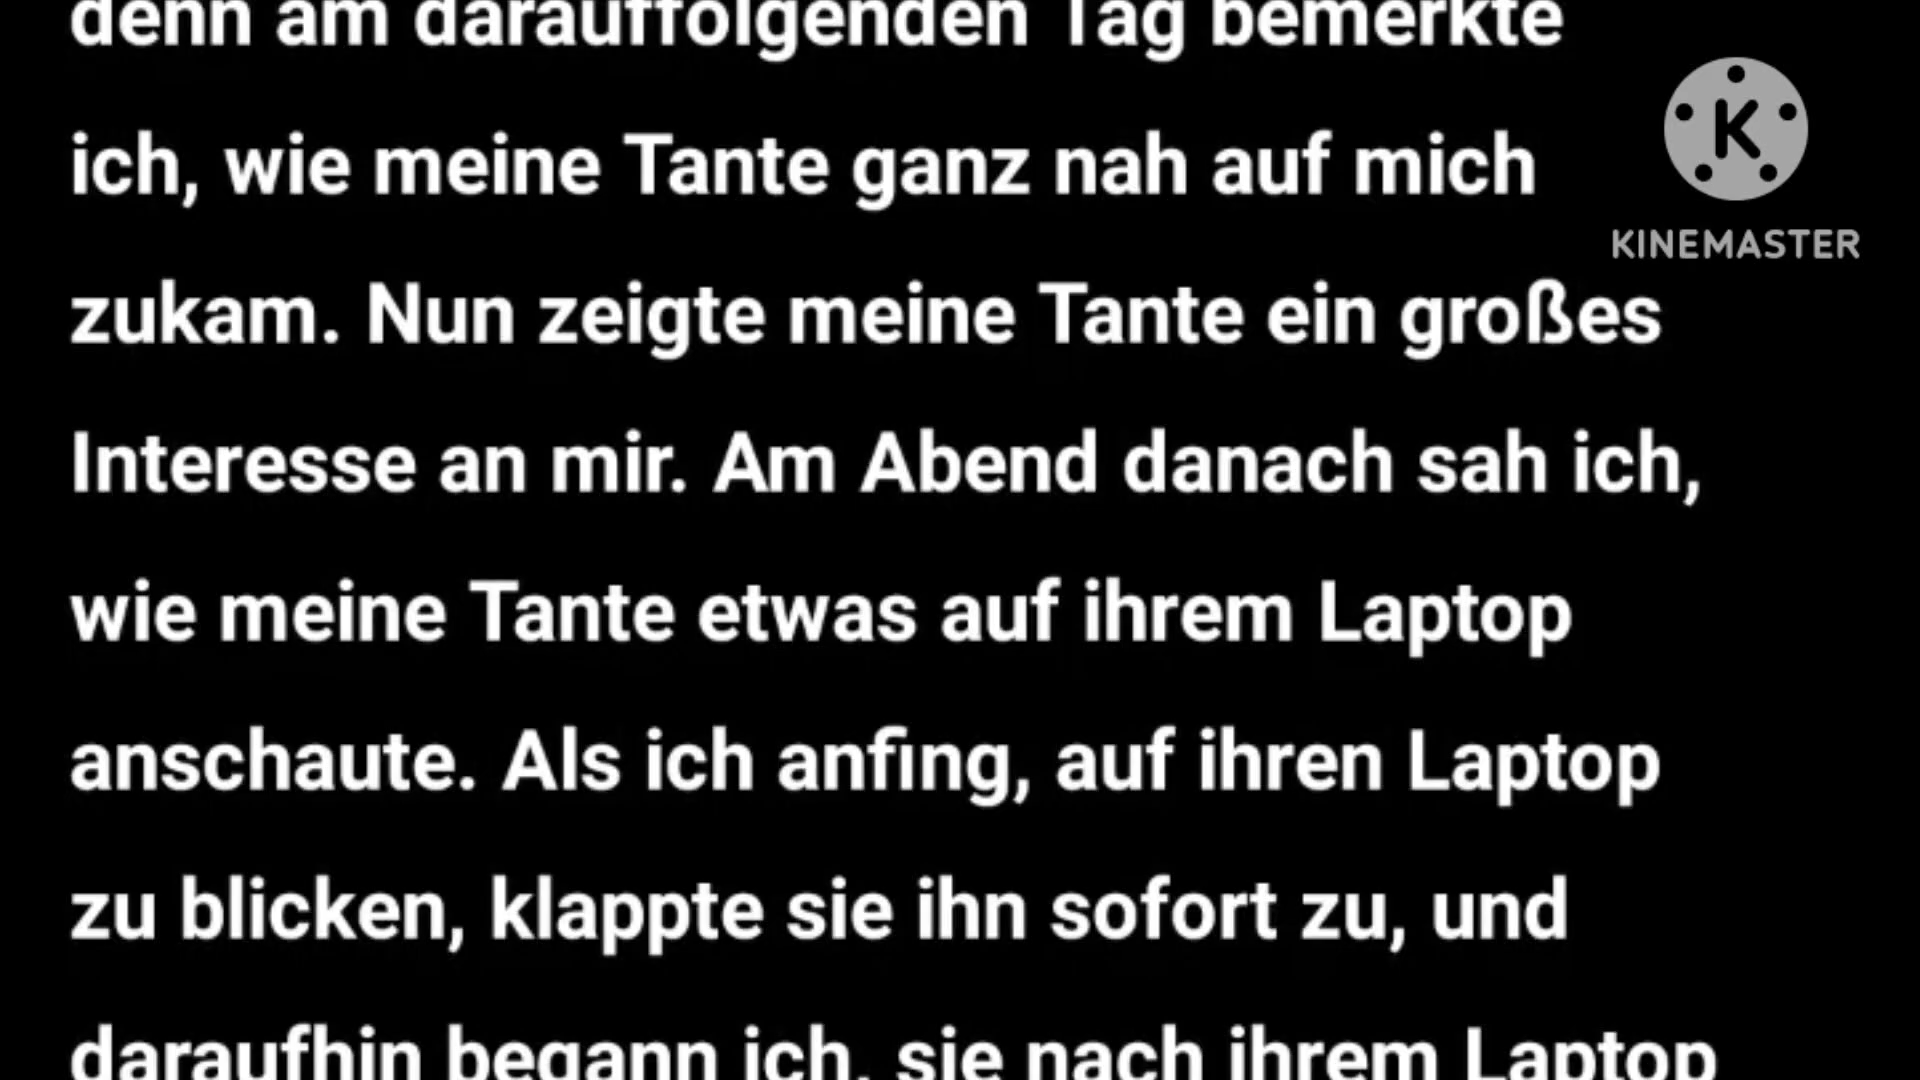 denn am darauffolgenden Tag bemerkte
ich, wie meine Tante ganz nah auf mich
zukam. Nun zeigte meine Tante ein großes
Interesse an mir. Am Abend danach sah ich,
wie meine Tante etwas auf ihrem Laptop
anschaute. Als ich anfing, auf ihren Laptop
zu blicken, klappte sie ihn sofort zu, und
daraufhin begann ich, sie nach ihrem Laptop
K
KINEMASTER